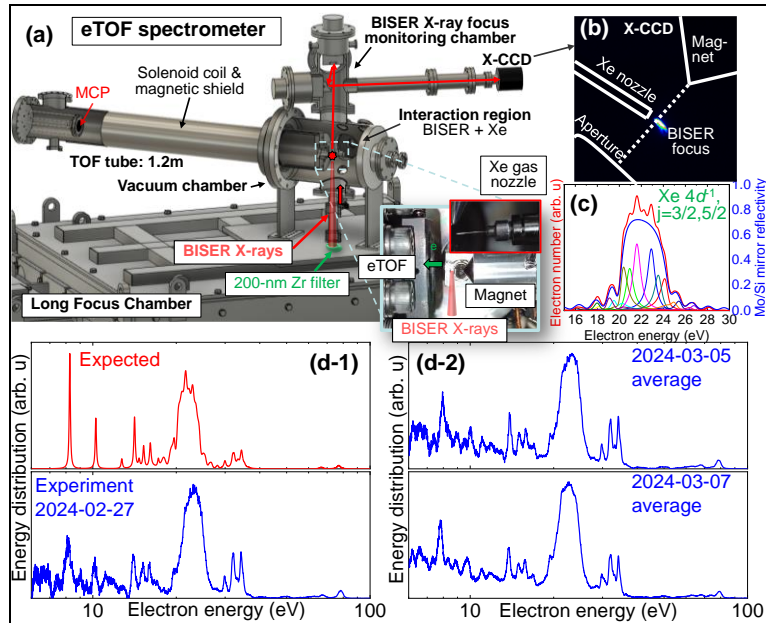 (a)
eTOF spectrometer
BISER X-ray focus
monitoring chamber
X-CCD
Solenoid coil &
magnetic shield
MCP
Interaction region
BISER + Xe
TOF tube: 1.2m
Vacuum chamber
Xe gas
nozzle
BISER X-rays
eTOF
200-nm Zr filter
Magnet
Long Focus Chamber
BISER X-rays
(b)
X-CCD
Mag-
net
Xe nozzle
Aperture
BISER
focus
(c)
Xe 4d-1,
j=3/2,5/2
Electron number (arb. u)
Mo/Si mirror reflectivity
1.0
0.8
0.6
0.4
0.2
0.0
16 18 20 22 24 26 28 30
Electron energy (eV)
Expected
(d-1)
Energy distribution (arb. u)
Experiment
2024-02-27
10
100
Electron energy (eV)
(d-2)
2024-03-05
average
Energy distribution (arb. u)
2024-03-07
average
10
100
Electron energy (eV)